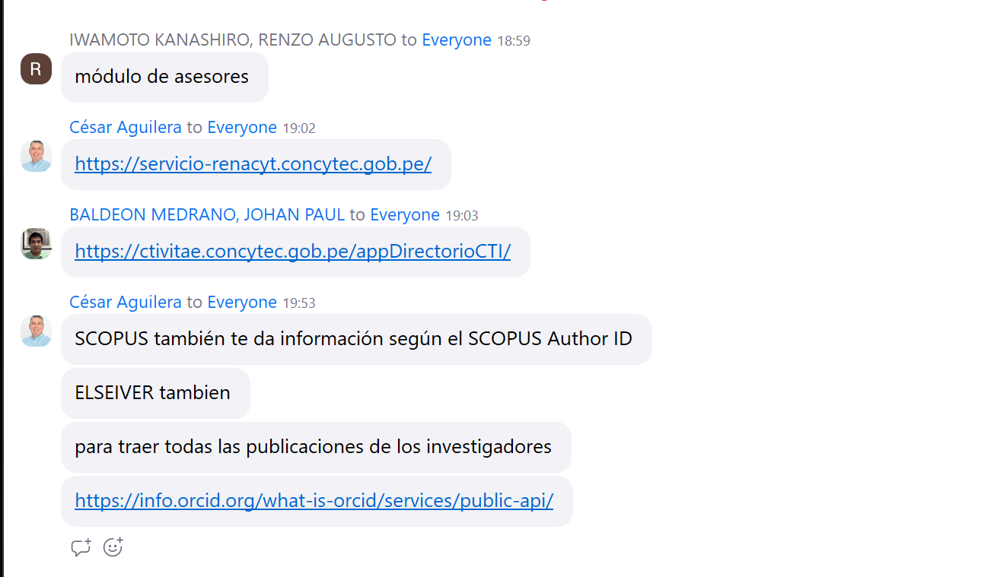 IWAMOTO KANASHIRO, RENZO AUGUSTO to Everyone 18:59
R
módulo de asesores
César Aguilera to Everyone 19:02
https://servicio-renacyt.concytec.gob.pe/
BALDEON MEDRANO, JOHAN PAUL to Everyone 19:03
https://ctivitae.concytec.gob.pe/appDirectorioCTI/
César Aguilera to Everyone 19:53
SCOPUS también te da información según el SCOPUS Author ID
ELSEIVER tambien
para traer todas las publicaciones de los investigadores
https://info.orcid.org/what-is-orcid/services/public-api/